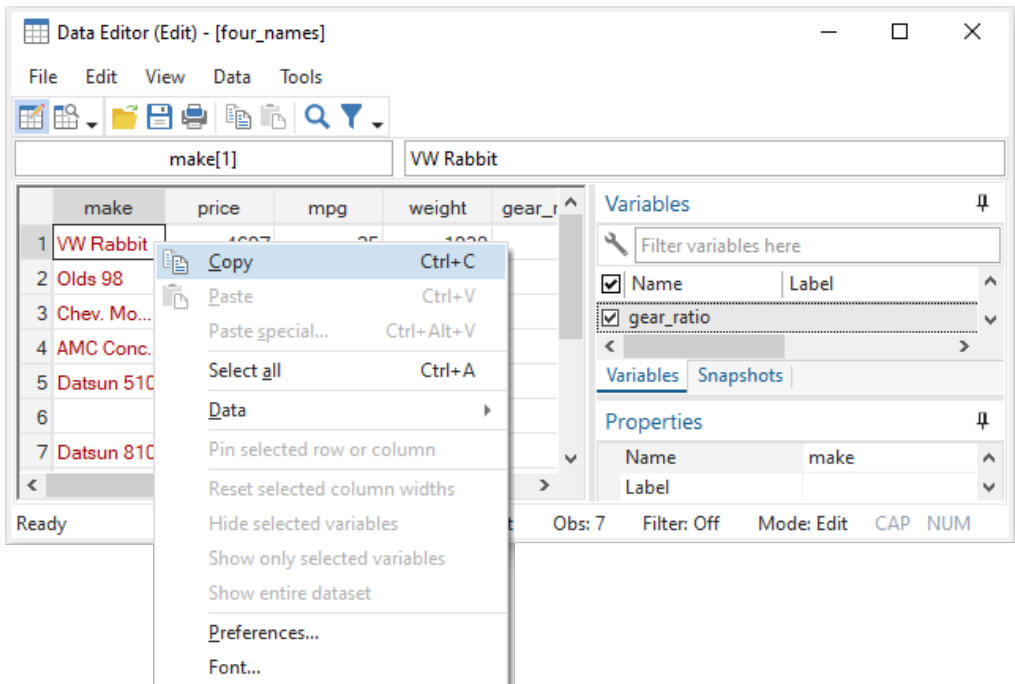 Data Editor (Edit) - [four_names]
File Edit View Data Tools
make[1] VW Rabbit
make price mpg weight
1 VW Rabbit
2 Olds 98
3 Chev. Mo...
4 AMC Conc.
5 Datsun 510
6
7 Datsun 810
Copy Ctrl+C
Paste Ctrl+V
Paste special... Ctrl+Alt+V
Select all Ctrl+A
Data
Pin selected row or column
Reset selected column widths
Hide selected variables
Show only selected variables
Show entire dataset
Preferences...
Font...
Variables
Filter variables here
Name Label
gear_ratio
Variables Snapshots
Properties
Name make
Label
Ready Obs: 7 Filter: Off Mode: Edit CAP NUM